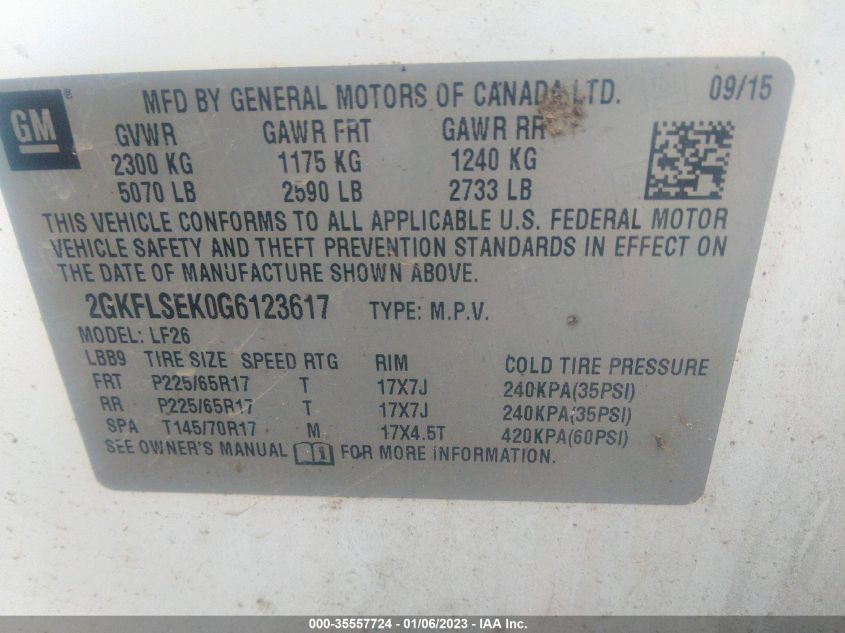 GM ® MFD BY GENERAL MOTORS OF CANADA LTD. 09/15
GVWR GAWR FRT GAWR RR
2300 KG 1175 KG 1240 KG
5070 LB 2590 LB 2733 LB
THIS VEHICLE CONFORMS TO ALL APPLICABLE U.S. FEDERAL MOTOR
VEHICLE SAFETY AND THEFT PREVENTION STANDARDS IN EFFECT ON
THE DATE OF MANUFACTURE SHOWN ABOVE.
2GKFLSEK0G6123617 TYPE: M.P.V.
MODEL: LF26
LBB9 TIRE SIZE SPEED RTG RIM COLD TIRE PRESSURE
FRT P225/65R17 T 17X7J 240KPA(35PSI)
RR P225/65R17 T 17X7J 240KPA(35PSI)
SPA T145/70R17 M 17X4.5T 420KPA(60PSI)
SEE OWNER'S MANUAL FOR MORE INFORMATION.
000-35557724 - 01/06/2023 - IAAI.com